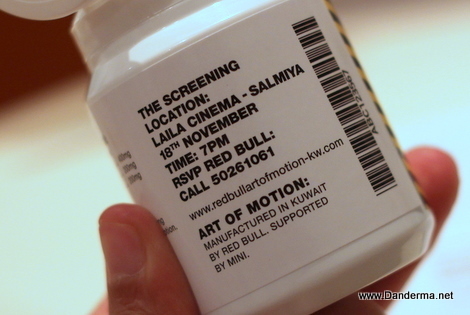 THE SCREENING
LOCATION:
LAILA CINEMA - SALMIYA
18TH NOVEMBER
TIME: 7PM
RSVP RED BULL:
CALL 50261061
www.redbullartofmotion-kw.com
ART OF MOTION:
MANUFACTURED IN KUWAIT
BY RED BULL. SUPPORTED
BY MINI.
www.Danderma.net